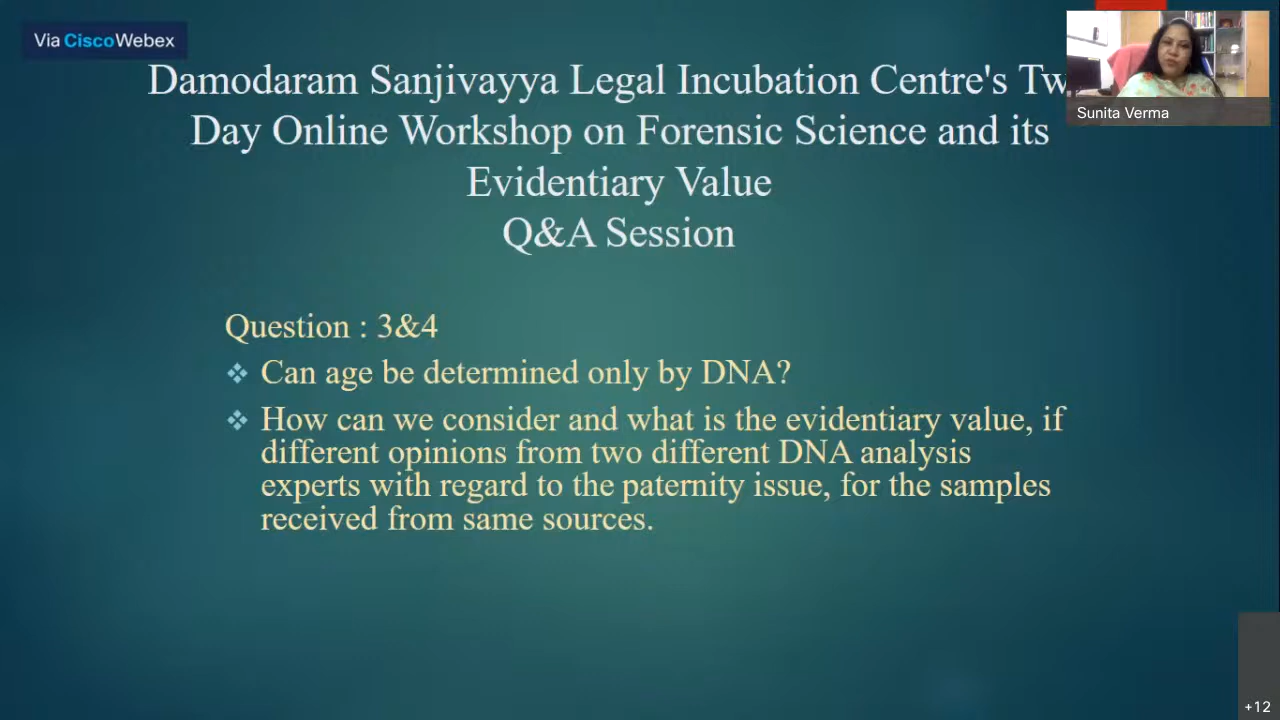 Via CiscoWebex
Damodaram Sanjivayya Legal Incubation Centre's Tw
Day Online Workshop on Forensic Science and its
Evidentiary Value
Q&A Session
Sunita Verma
Question : 3&4
❖ Can age be determined only by DNA?
❖ How can we consider and what is the evidentiary value, if
different opinions from two different DNA analysis
experts with regard to the paternity issue, for the samples
received from same sources.
+12